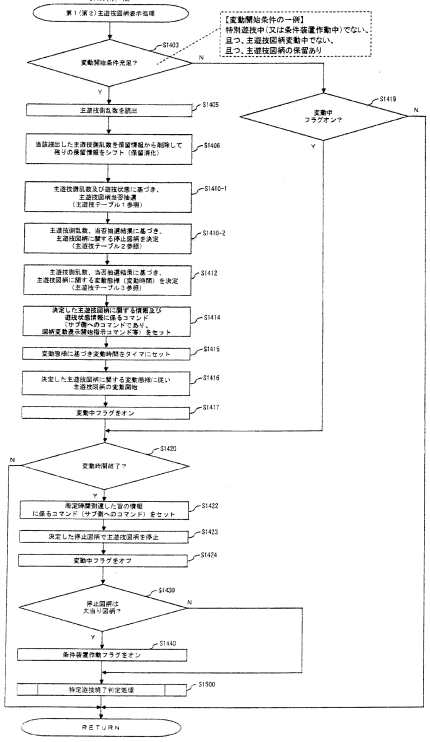 第1(第2)主遊技図柄表示処理
【変動開始条件の一例】
特別遊技中(又は条件装置作動中)でない、
且つ、主遊技図柄変動中でない、
且つ、主遊技図柄の保留あり
S1403
変動開始条件充足?
N
Y
S1405
主遊技側乱数を読出
S1419
変動中
フラグオン?
N
Y
S1406
当該読出した主遊技側乱数を保留情報から削除して
残りの保留情報をシフト(保留消化)
S1410-1
主遊技側乱数及び遊技状態に基づき、
主遊技図柄当否抽選
(主遊技テーブル1参照)
S1410-2
主遊技側乱数、当否抽選結果に基づき、
主遊技図柄に関する停止図柄を決定
(主遊技テーブル2参照)
S1412
主遊技側乱数、当否抽選結果に基づき、
主遊技図柄に関する変動態様(変動時間)を決定
(主遊技テーブル3参照)
S1414
決定した主遊技図柄に関する情報及び
遊技状態情報に係るコマンド
(サブ側へのコマンドであり、
図柄変動表示開始指示コマンド等)をセット
S1415
変動態様に基づき変動時間をタイマにセット
S1416
決定した主遊技図柄に関する変動態様に従い
主遊技図柄の変動開始
S1417
変動中フラグをオン
S1420
変動時間終了?
N
Y
S1422
所定時間到達した旨の情報
に係るコマンド(サブ側へのコマンド)をセット
S1423
決定した停止図柄で主遊技図柄を停止
S1424
変動中フラグをオフ
S1430
停止図柄は
大当り図柄?
N
Y
S1440
条件装置作動フラグをオン
S1500
特定遊技終了判定処理
RETURN